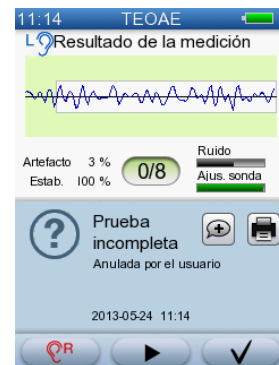 11:14 TEOAE
L Resultado de la medición
Artefacto 3 %
Estab. 100 %
0/8
Ruido
Ajus. sonda
?
Prueba
incompleta
Anulada por el usuario
2013-05-24 11:14
R